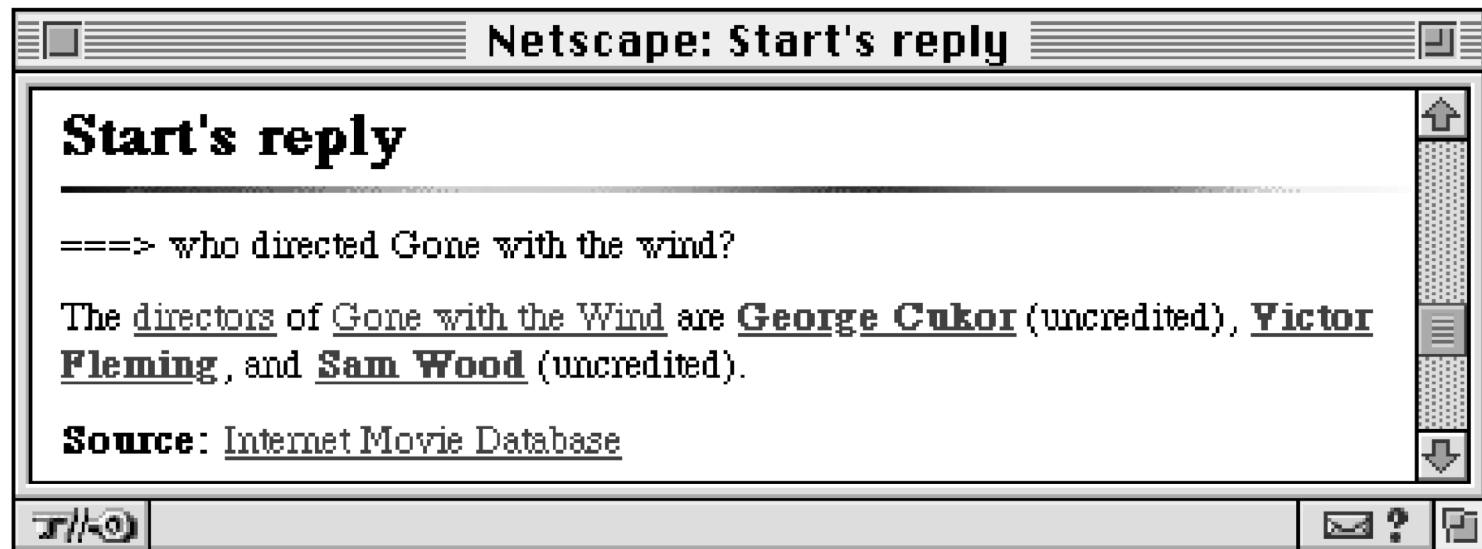 Netscape: Start's reply
Start's reply
===> who directed Gone with the wind?
The directors of Gone with the Wind are George Cukor (uncredited), Victor
Fleming, and Sam Wood (uncredited).
Source: Internet Movie Database
?